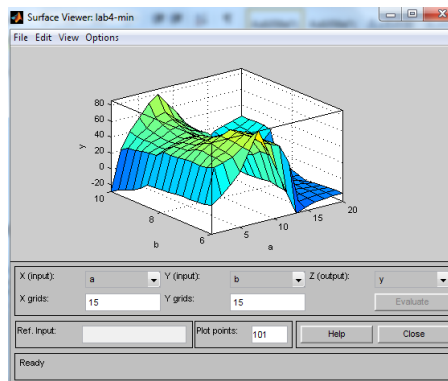 Surface Viewer: lab4-min
File Edit View Options
80
60
40
20
0
-20
y
10
8
6
b
5
10
15
20
a
X (input): a Y (input): b Z (output): y
X grids: 15 Y grids: 15 Evaluate
Ref. Input: Plot points: 101 Help Close
Ready